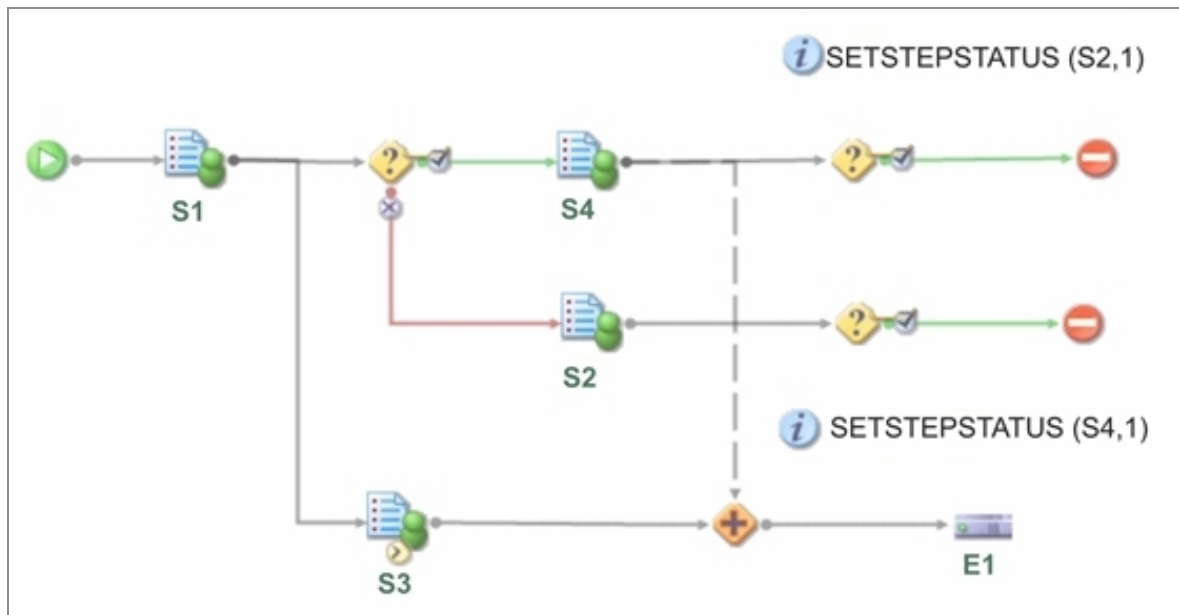 SETSTEPSTATUS (S2,1)
S1
S4
S2
SETSTEPSTATUS (S4,1)
S3
E1